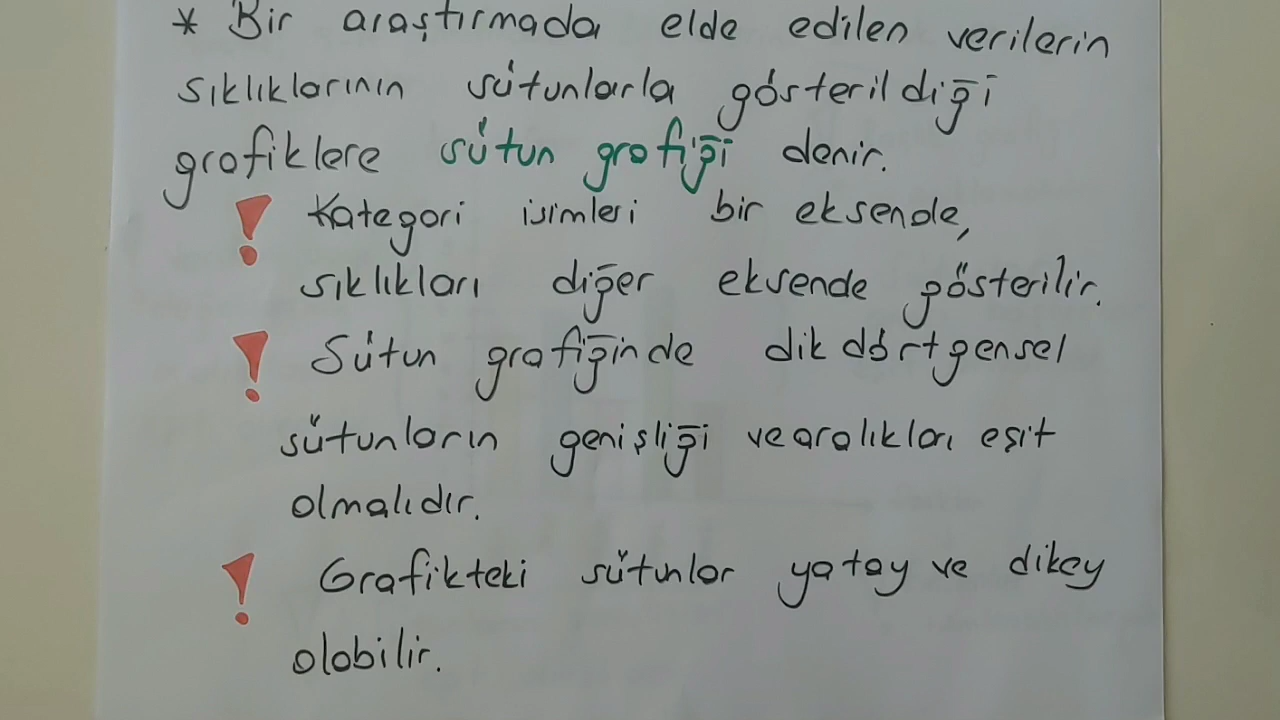 * Bir araştırmada elde edilen verilerin
sıklıklarının sütunlarla gösterildiği
grafiklere sütun grafiği denir.
! Kategori isimleri bir eksende,
sıklıkları diğer eksende gösterilir.
! Sütun grafiğinde dikdörtgensel
sütunların genişliği ve aralıkları eşit
olmalıdır.
! Grafikteki sütunlar yatay ve dikey
olabilir.